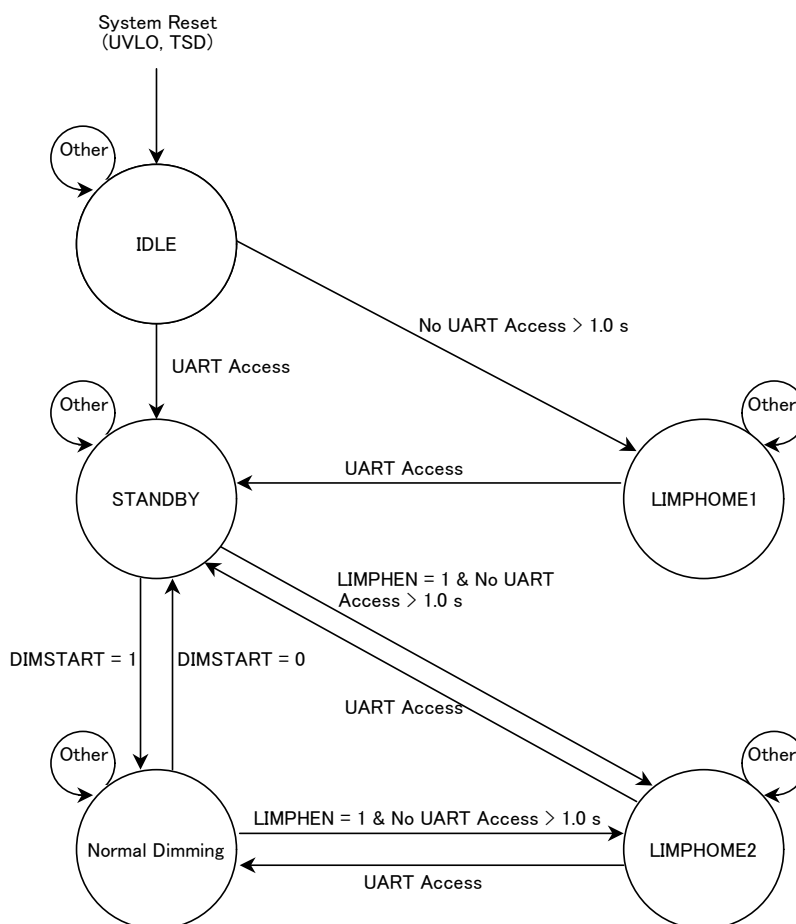 System Reset
(UVLO, TSD)
Other
IDLE
No UART Access > 1.0 s
UART Access
Other
Other
UART Access
STANDBY
LIMPHOME1
LIMPHEN = 1 & No UART
Access > 1.0 s
DIMSTART = 1
DIMSTART = 0
UART Access
Other
Other
LIMPHEN = 1 & No UART Access > 1.0 s
Normal Dimming
LIMPHOME2
UART Access